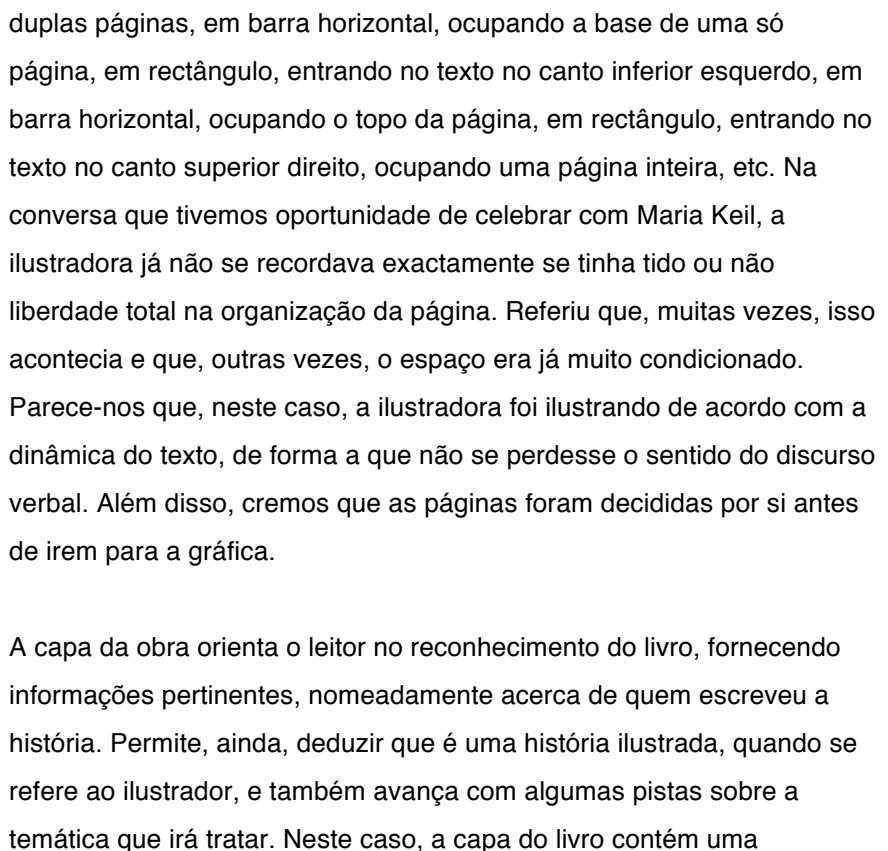 duplas páginas, em barra horizontal, ocupando a base de uma só
página, em rectângulo, entrando no texto no canto inferior esquerdo, em
barra horizontal, ocupando o topo da página, em rectângulo, entrando no
texto no canto superior direito, ocupando uma página inteira, etc. Na
conversa que tivemos oportunidade de celebrar com Maria Keil, a
ilustradora já não se recordava exactamente se tinha tido ou não
liberdade total na organização da página. Referiu que, muitas vezes, isso
acontecia e que, outras vezes, o espaço era já muito condicionado.
Parece-nos que, neste caso, a ilustradora foi ilustrando de acordo com a
dinâmica do texto, de forma a que não se perdesse o sentido do discurso
verbal. Além disso, cremos que as páginas foram decididas por si antes
de irem para a gráfica.
A capa da obra orienta o leitor no reconhecimento do livro, fornecendo
informações pertinentes, nomeadamente acerca de quem escreveu a
história. Permite, ainda, deduzir que é uma história ilustrada, quando se
refere ao ilustrador, e também avança com algumas pistas sobre a
temática que irá tratar. Neste caso, a capa do livro contém uma